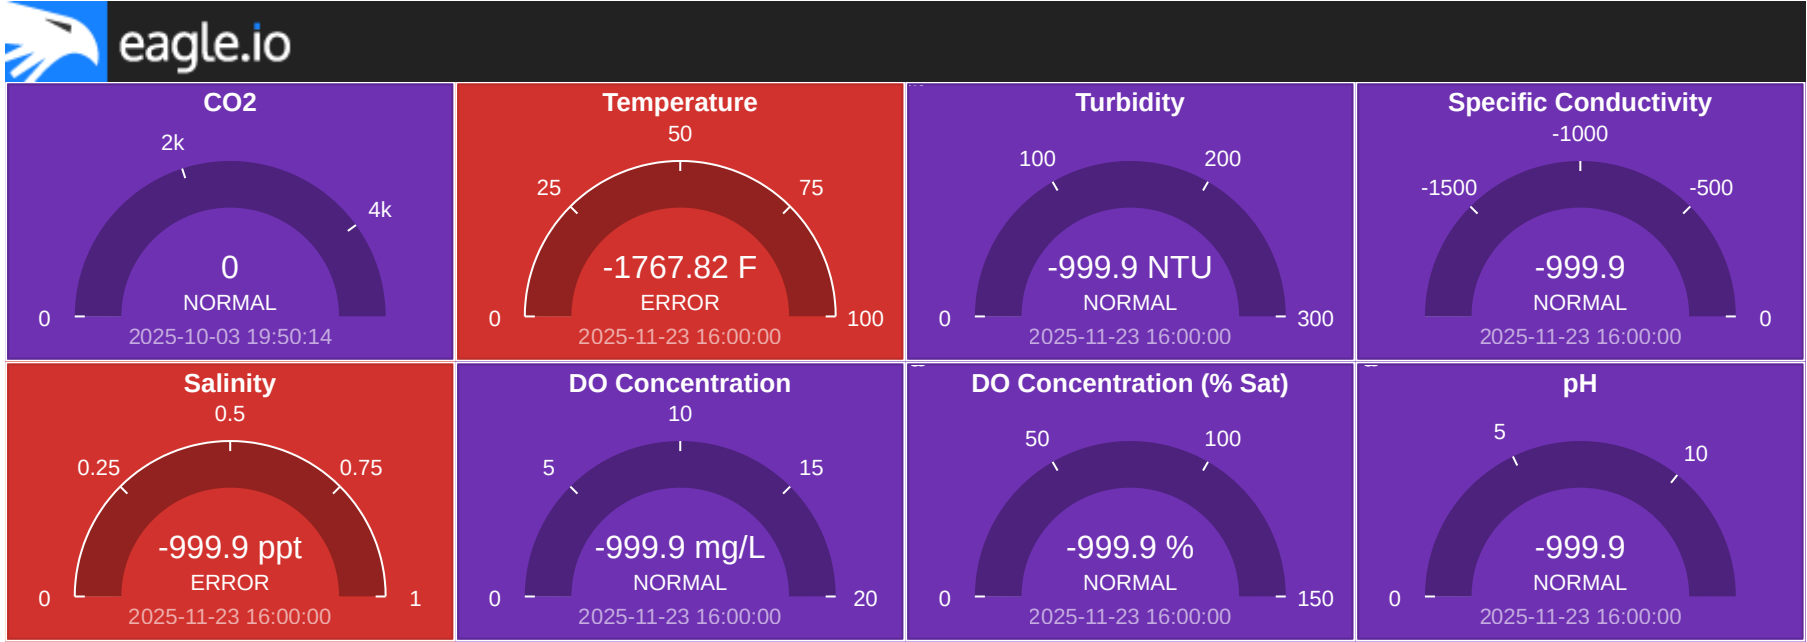 eagle.io
CO2
2k
4k
0
NORMAL
0
2025-10-03 19:50:14
Temperature
50
25
75
-1767.82 F
ERROR
0
100
2025-11-23 16:00:00
Turbidity
100
200
-999.9 NTU
NORMAL
0
300
2025-11-23 16:00:00
Specific Conductivity
-1000
-1500
-500
-999.9
NORMAL
0
2025-11-23 16:00:00
Salinity
0.5
0.25
0.75
-999.9 ppt
ERROR
0
1
2025-11-23 16:00:00
DO Concentration
10
5
15
-999.9 mg/L
NORMAL
0
20
2025-11-23 16:00:00
DO Concentration (% Sat)
50
100
-999.9 %
NORMAL
0
150
2025-11-23 16:00:00
pH
5
10
-999.9
NORMAL
0
2025-11-23 16:00:00